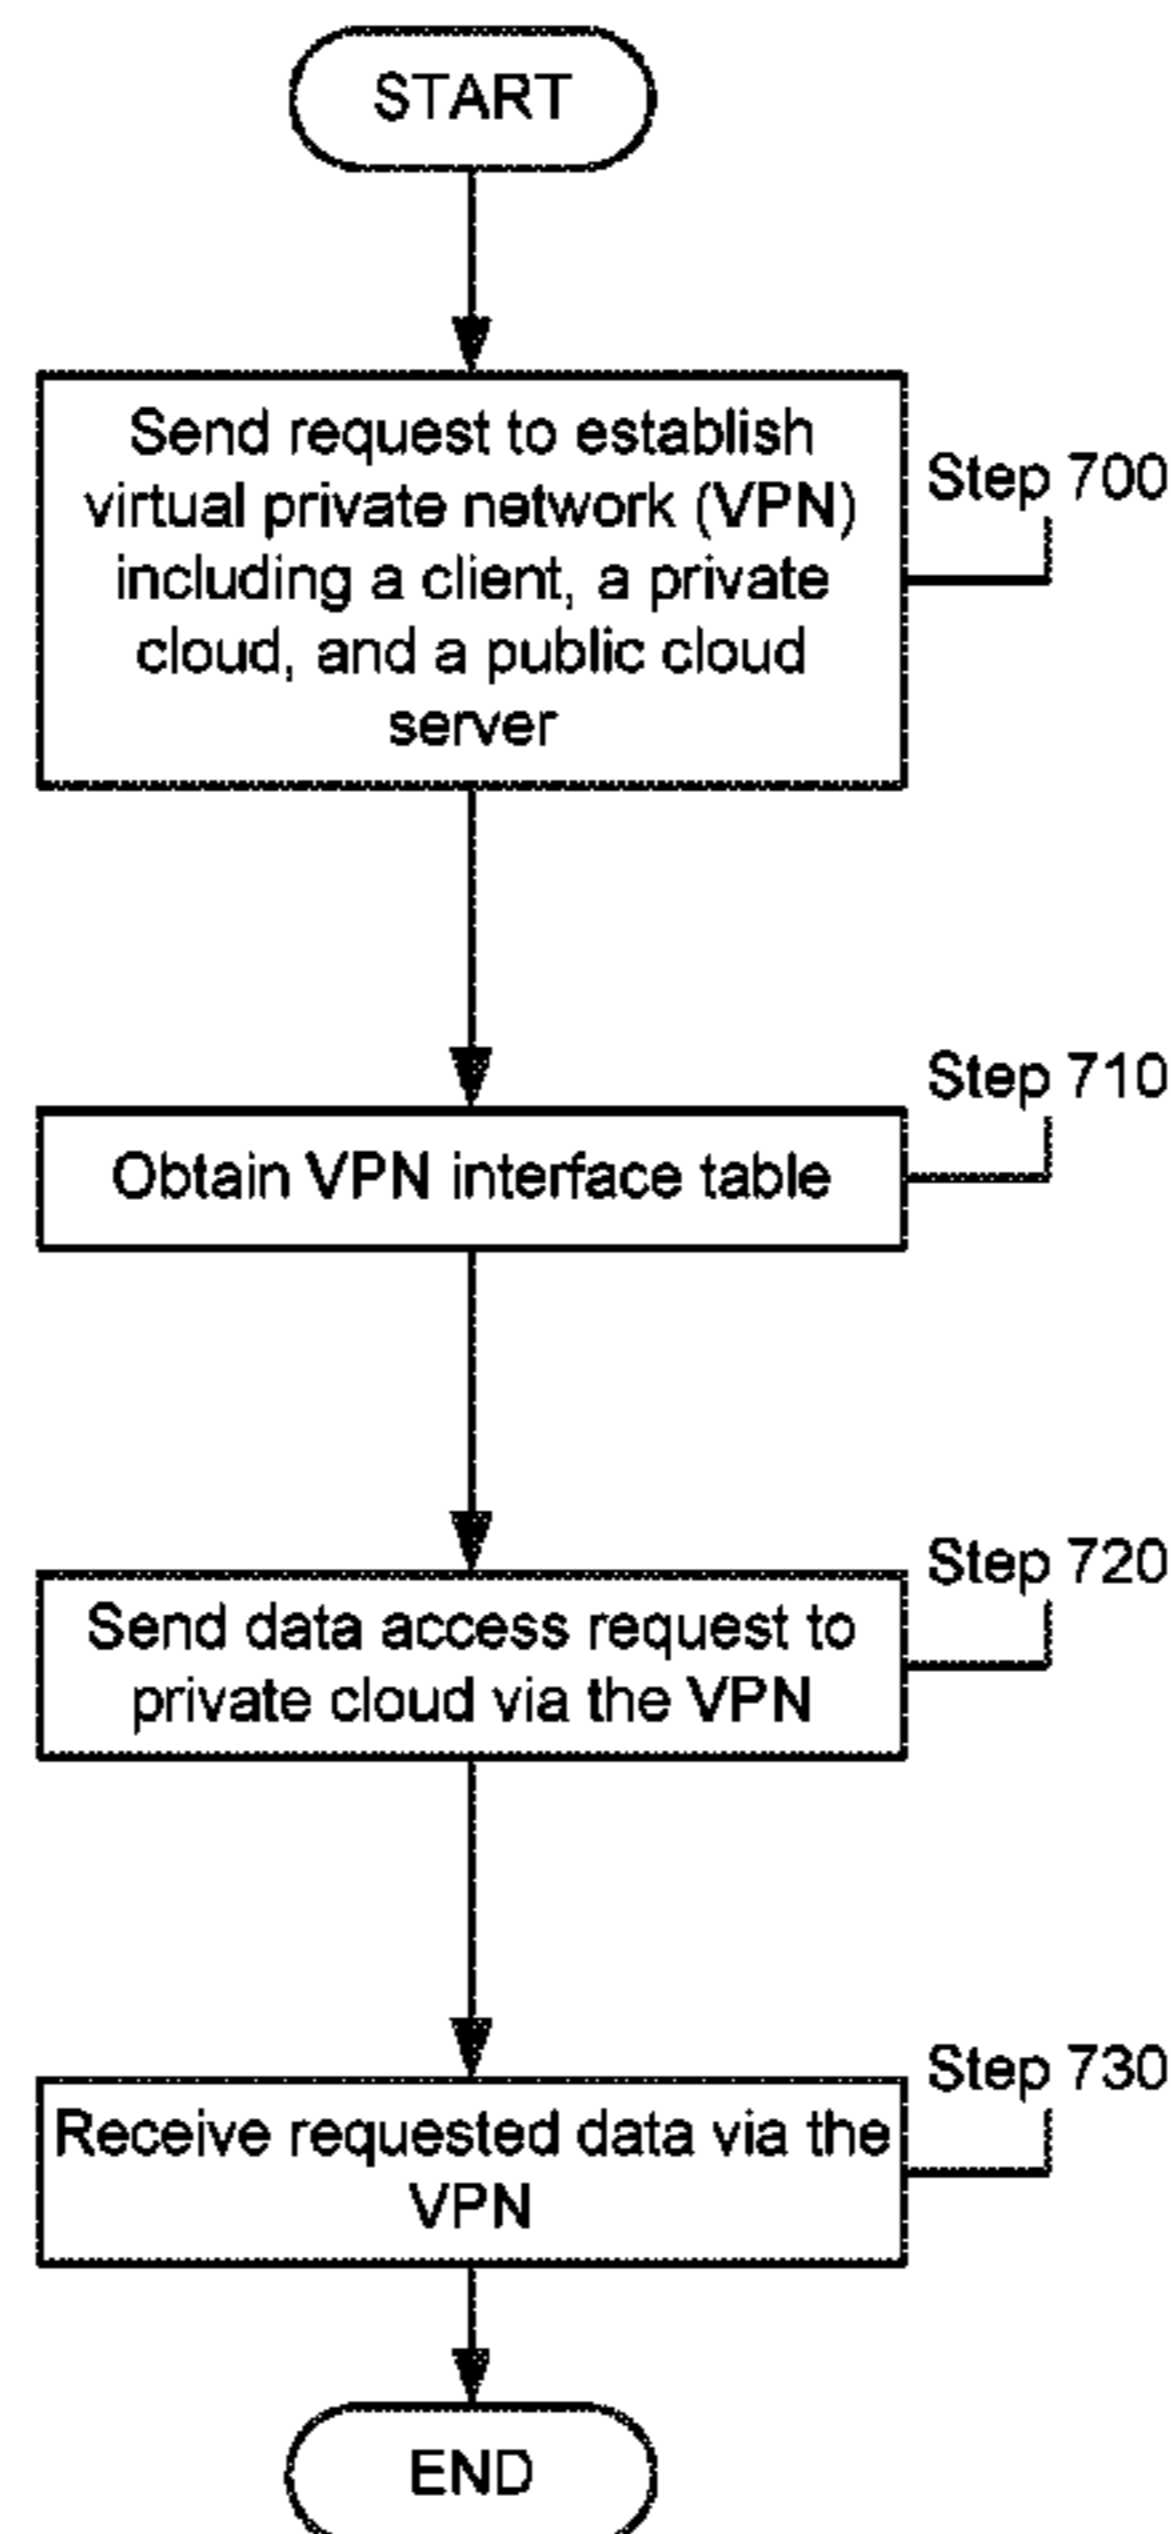 START
Send request to establish
virtual private network (VPN)
including a client, a private
cloud, and a public cloud
server
Step 700
Step 710
Obtain VPN interface table
Step 720
Send data access request to
private cloud via the VPN
Step 730
Receive requested data via the
VPN
END